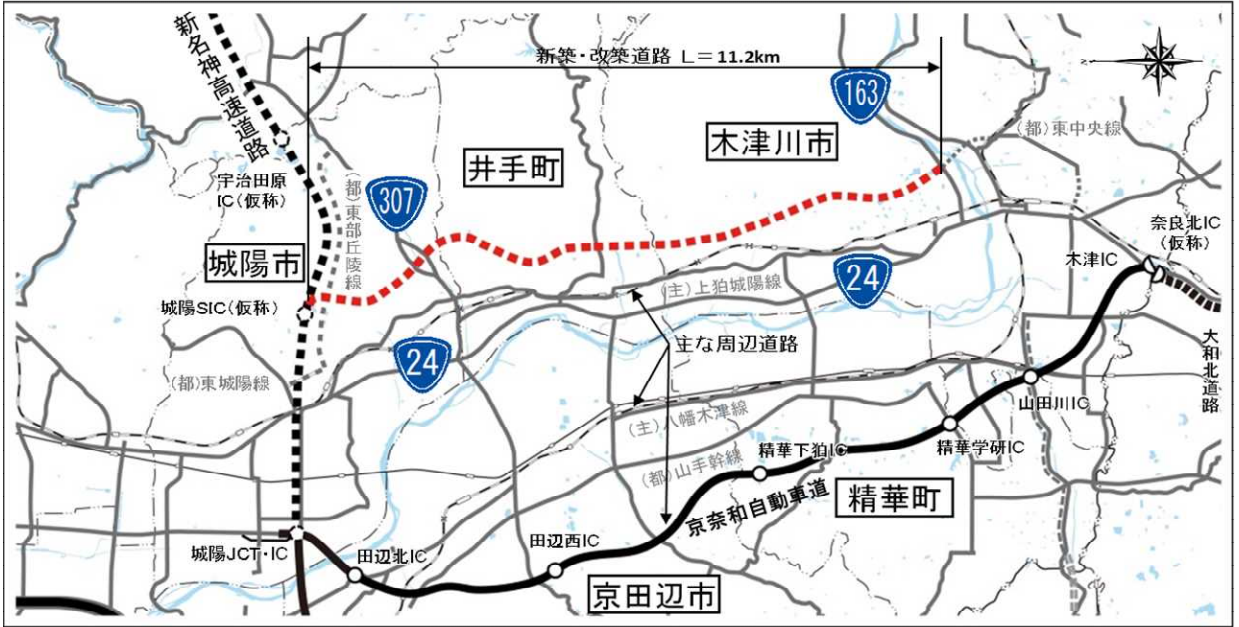 新名神高速道路
新築・改築道路 L=11.2km
163
(都)東中央線
木津川市
井手町
宇治田原
IC(仮称)
(都)東部丘陵線
307
奈良北IC
(仮称)
木津IC
城陽市
城陽SIC(仮称)
(主)上狛城陽線
24
主な周辺道路
大和北道路
24
(都)東城陽線
山田川IC
(主)八幡木津線
精華学研IC
精華下狛IC
(都)山手幹線
精華町
京奈和自動車道
城陽JCT・IC
田辺北IC
田辺西IC
京田辺市